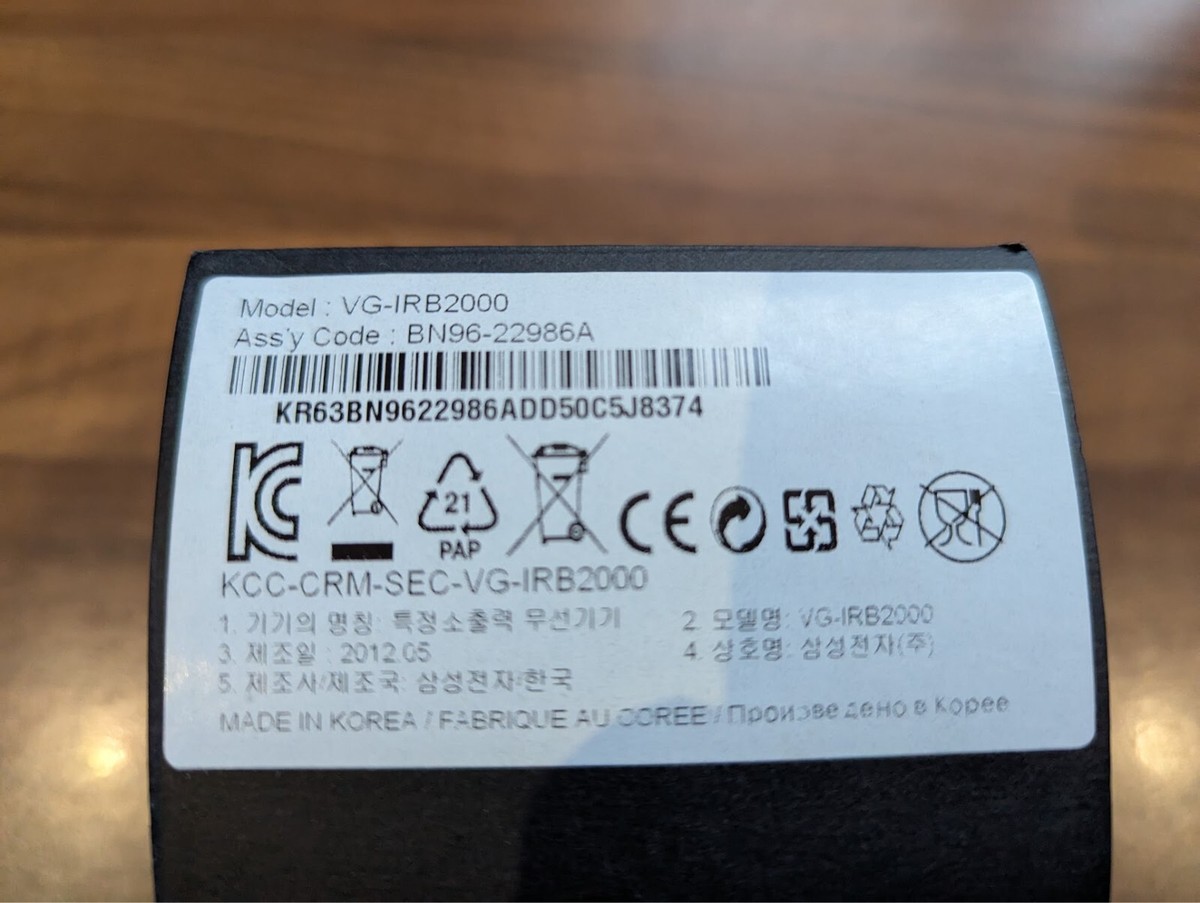 Model : VG-IRB2000
Ass'y Code : BN96-22986A
KR63BN9622986ADD50C5J8374
21
PAP
CE
KCC-CRM-SEC-VG-IRB2000
1. 기기의 명칭: 특정소출력 무선기기 2. 모델명: VG-IRB2000
3. 제조일 : 2012.05 4. 상호명: 삼성전자(주)
5. 제조사/제조국: 삼성전자/한국
MADE IN KOREA / FABRIQUE AU COREE / Произведено в Корее